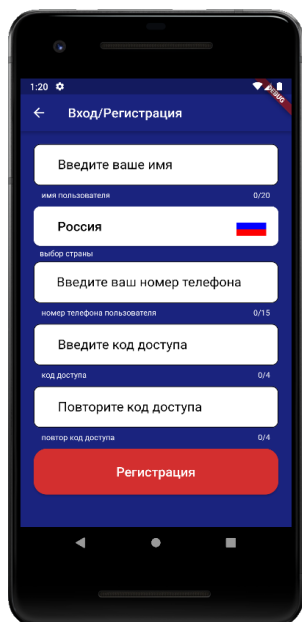 1:20
DEBUG
Вход/Регистрация
Введите ваше имя
имя пользователя 0/20
Россия
выбор страны
Введите ваш номер телефона
номер телефона пользователя 0/15
Введите код доступа
код доступа 0/4
Повторите код доступа
повтор код доступа 0/4
Регистрация